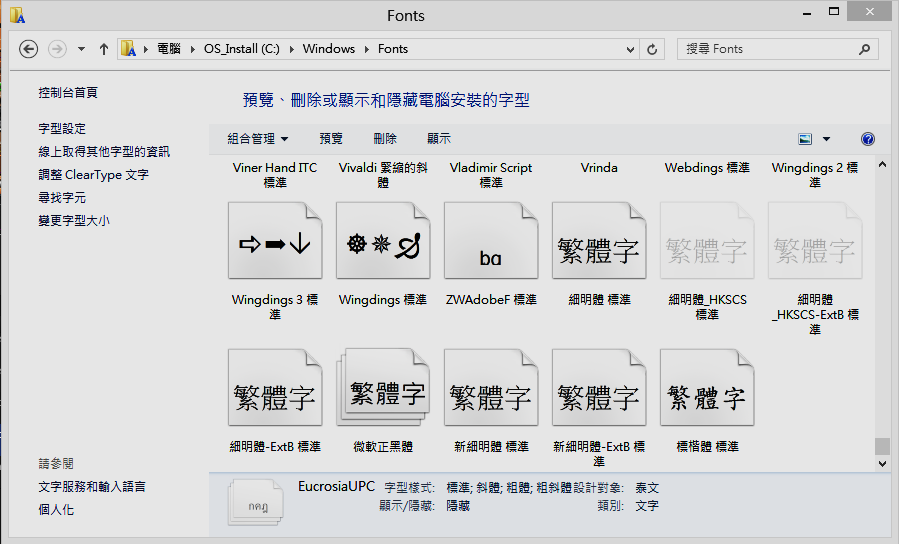 Fonts
電腦 OS_Install (C:) Windows Fonts
搜尋 Fonts
控制台首頁
字型設定
線上取得其他字型的資訊
調整 ClearType 文字
尋找字元
變更字型大小
預覽、刪除或顯示和隱藏電腦安裝的字型
組合管理 預覽 刪除 顯示
Viner Hand ITC
標準
Vivaldi 緊縮的斜
體
Vladimir Script
標準
Vrinda
Webdings 標準
Wingdings 2 標
準
Wingdings 3 標
準
Wingdings 標準
ba
ZWAdobeF 標準
繁體字
細明體 標準
繁體字
細明體_HKSCS
標準
繁體字
細明體
_HKSCS-ExtB 標
準
繁體字
細明體-ExtB 標準
繁體字
微軟正黑體
繁體字
新細明體 標準
繁體字
新細明體-ExtB 標
準
繁體字
標楷體 標準
請參閱
文字服務和輸入語言
個人化
กคฎ
EucrosiaUPC 字型樣式: 標準; 斜體; 粗體; 粗斜體 設計對象: 泰文
顯示/隱藏: 隱藏 類別: 文字